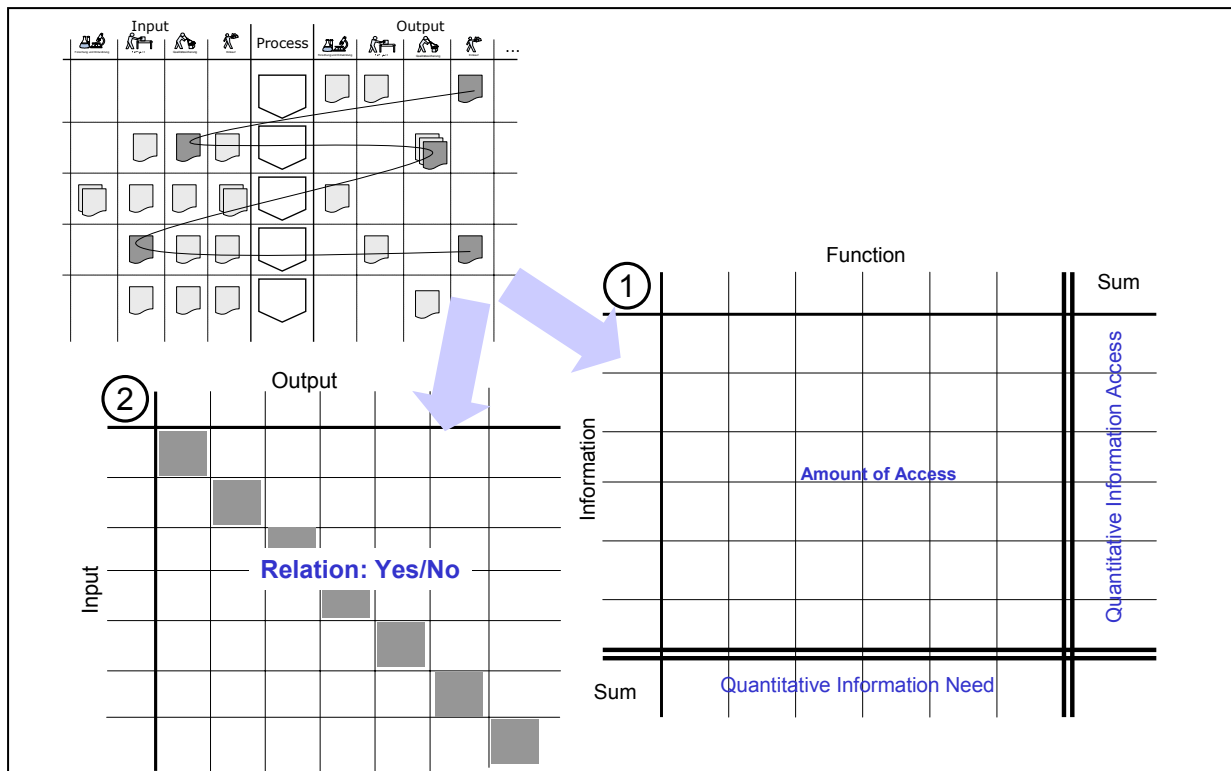 Input
Output
Process
...
Function
1
Sum
Information
Amount of Access
Quantitative Information Access
Sum
Quantitative Information Need
2
Output
Input
Relation: Yes/No